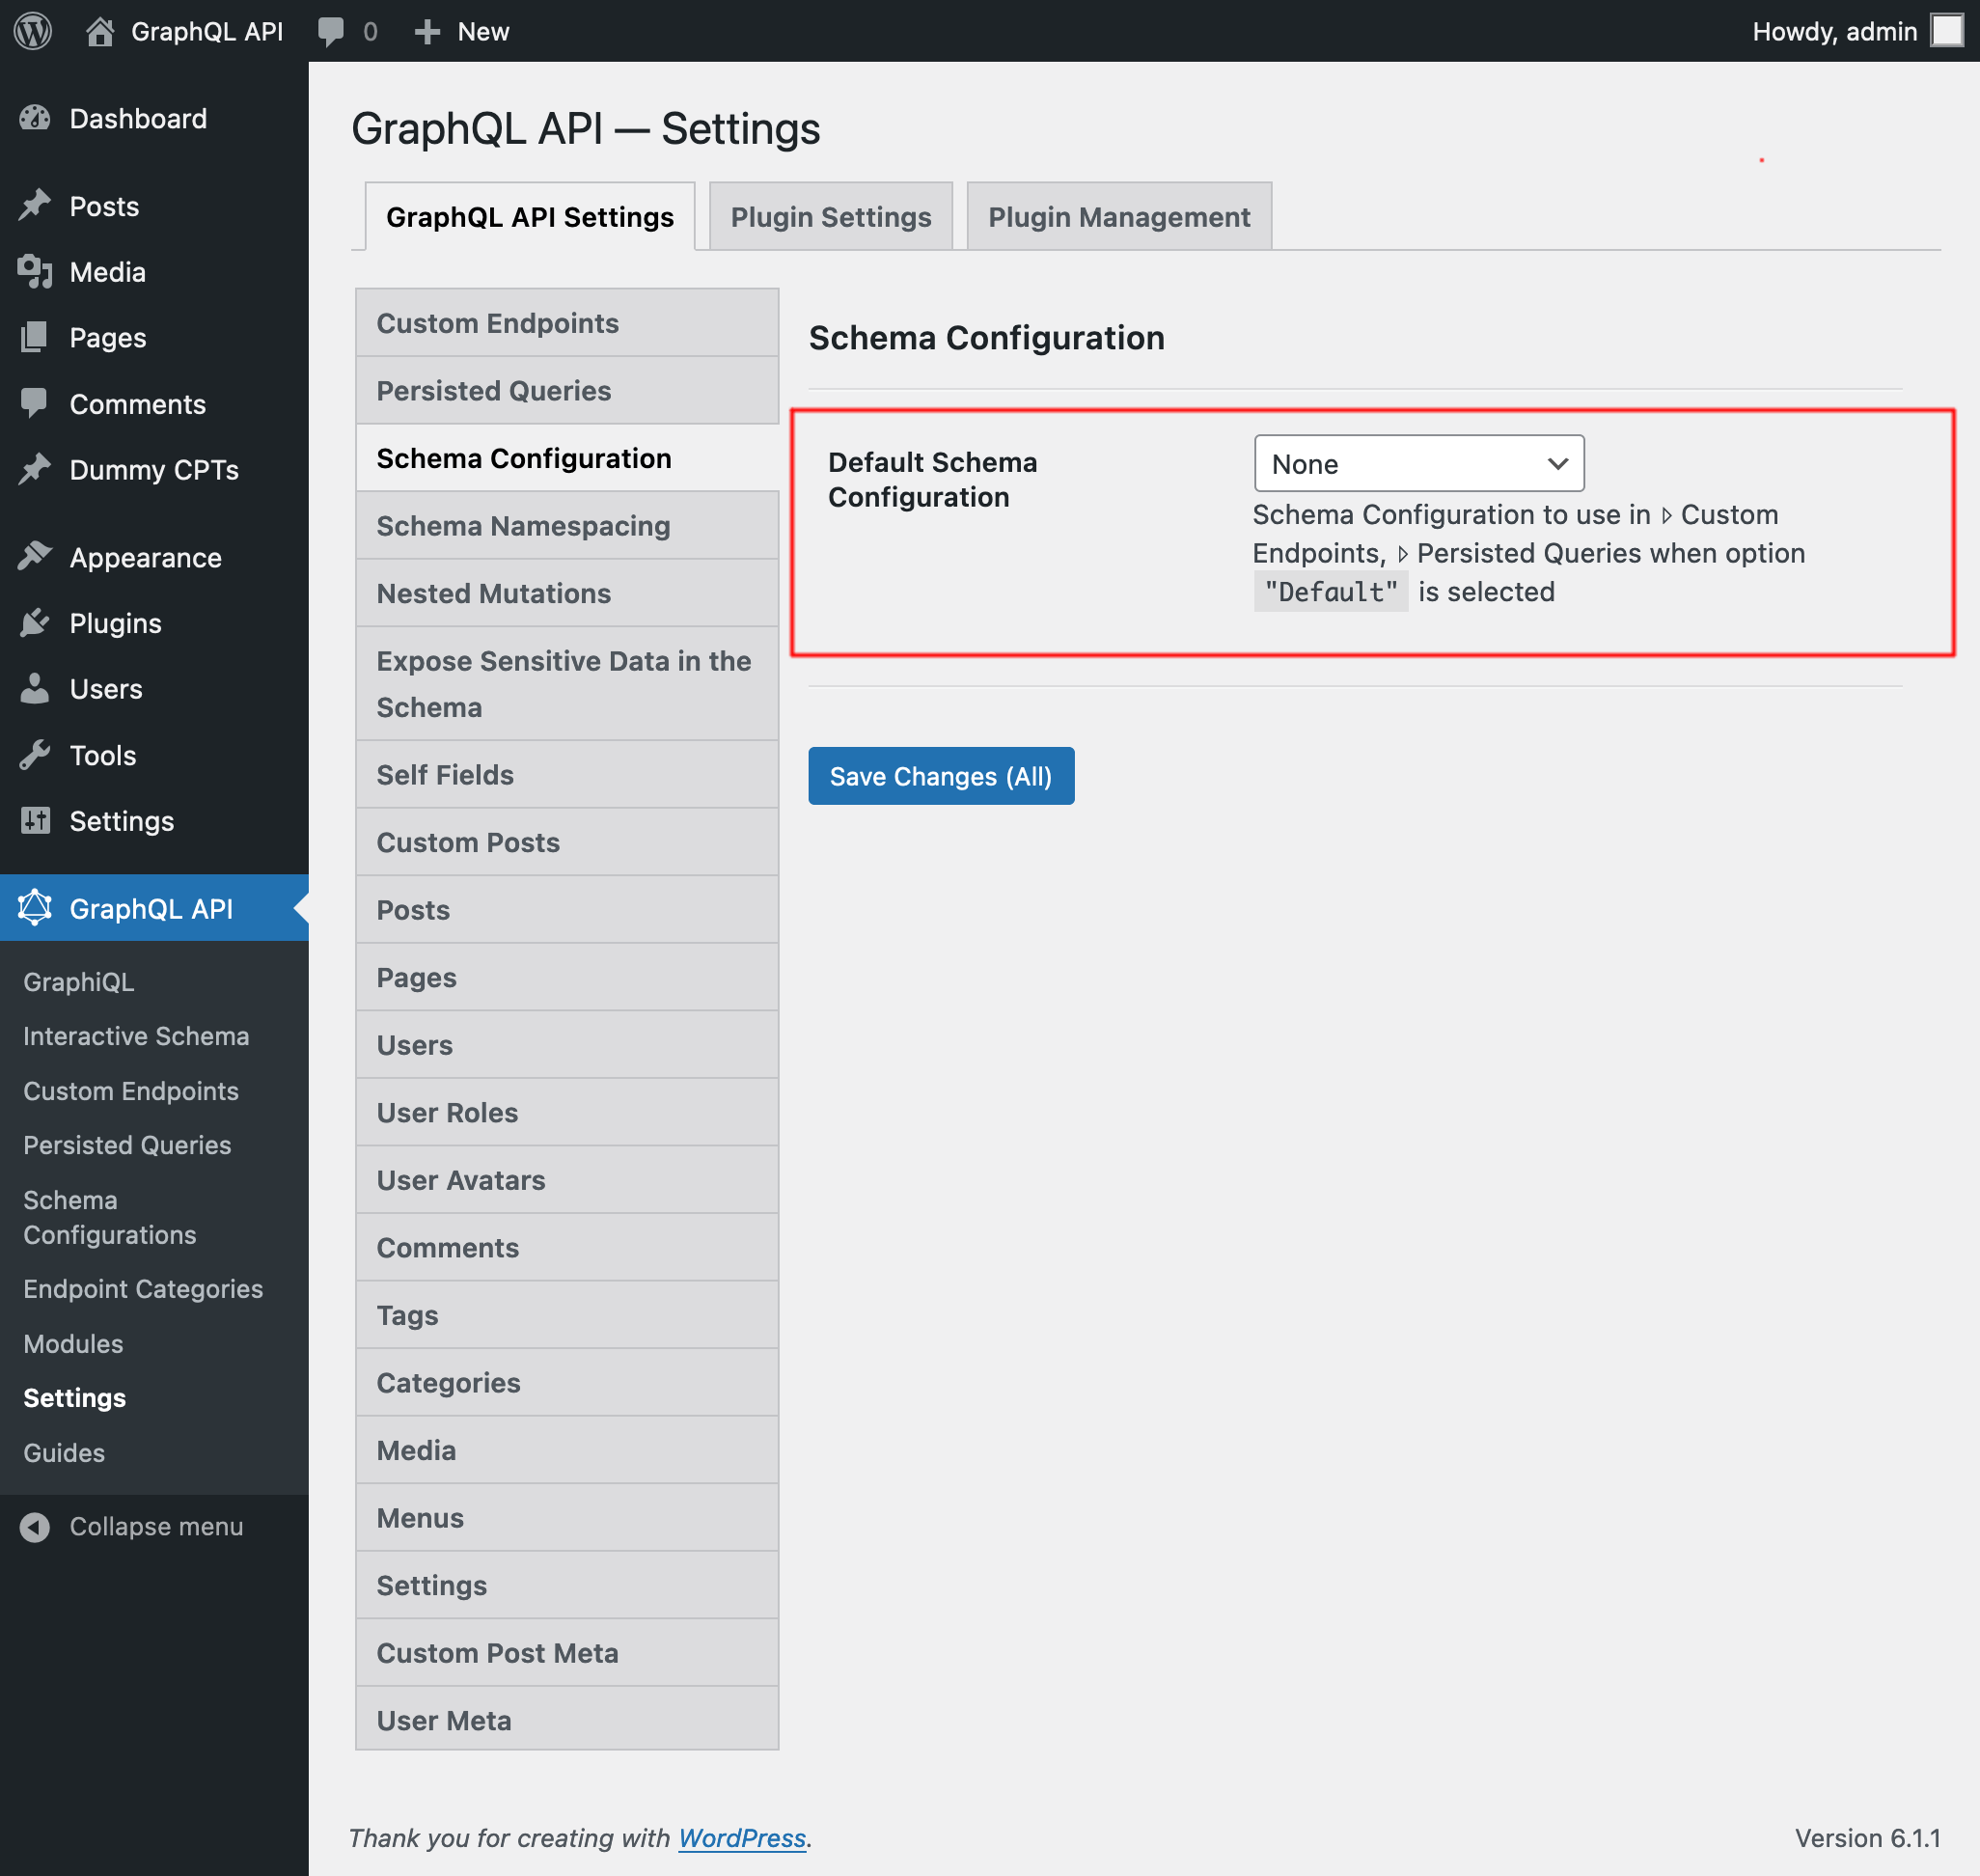 GraphQL API
0
New
Howdy, admin
Dashboard
Posts
Media
Pages
Comments
Dummy CPTs
Appearance
Plugins
Users
Tools
Settings
GraphQL API
GraphiQL
Interactive Schema
Custom Endpoints
Persisted Queries
Schema
Configurations
Endpoint Categories
Modules
Settings
Guides
Collapse menu
GraphQL API — Settings
GraphQL API Settings
Plugin Settings
Plugin Management
Custom Endpoints
Persisted Queries
Schema Configuration
Schema Namespacing
Nested Mutations
Expose Sensitive Data in the
Schema
Self Fields
Custom Posts
Posts
Pages
Users
User Roles
User Avatars
Comments
Tags
Categories
Media
Menus
Settings
Custom Post Meta
User Meta
Schema Configuration
Default Schema
Configuration
None
Schema Configuration to use in ▹ Custom
Endpoints, ▹ Persisted Queries when option
"Default" is selected
Save Changes (All)
Thank you for creating with WordPress.
Version 6.1.1